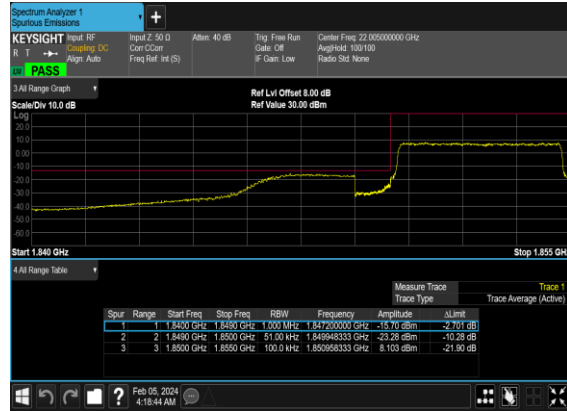 Spectrum Analyzer 1
Spurious Emissions
KEYSIGHT
R T
Input: RF
Coupling: DC
Align: Auto
Input Z: 50 Ω
Corr CCorr
Freq Ref: Int (S)
Atten: 40 dB
Trig: Free Run
Gate: Off
IF Gain: Low
Center Freq: 22.005000000 GHz
Avg|Hold: 100/100
Radio Std: None
PASS
3 All Range Graph
Ref Lvl Offset 8.00 dB
Scale/Div 10.0 dB
Ref Value 30.00 dBm
Log
20.0
10.0
0.00
-10.0
-20.0
-30.0
-40.0
-50.0
-60.0
Start 1.840 GHz
Stop 1.855 GH
4 All Range Table
Measure Trace Trace 1
Trace Type Trace Average (Active)
Spur Range Start Freq Stop Freq RBW Frequency Amplitude ΔLimit
1 1 1.8400 GHz 1.8490 GHz 1.000 MHz 1.847200000 GHz -15.70 dBm -2.701 dB
2 2 1.8490 GHz 1.8500 GHz 51.00 kHz 1.849948333 GHz -23.28 dBm -10.28 dB
3 3 1.8500 GHz 1.8550 GHz 100.0 kHz 1.850958333 GHz 8.103 dBm -21.90 dB
?
Feb 05, 2024
4:18:44 AM